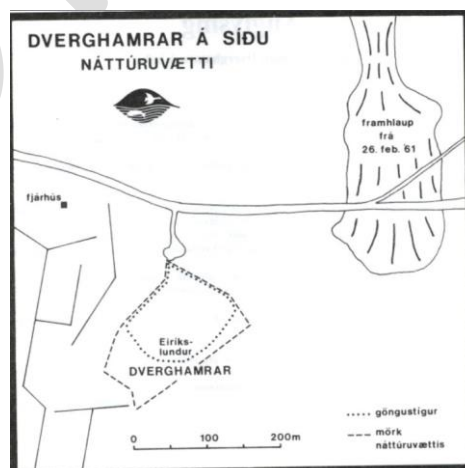 DVERGHAMRAR Á SÍÐU
NÁTTÚRUVÆTTI
framhlaup
frá
26. feb. '61
fjárhús
Eiríks-
lundur
DVERGHAMRAR
göngustígur
mörk
náttúruvættis
0 100 200m